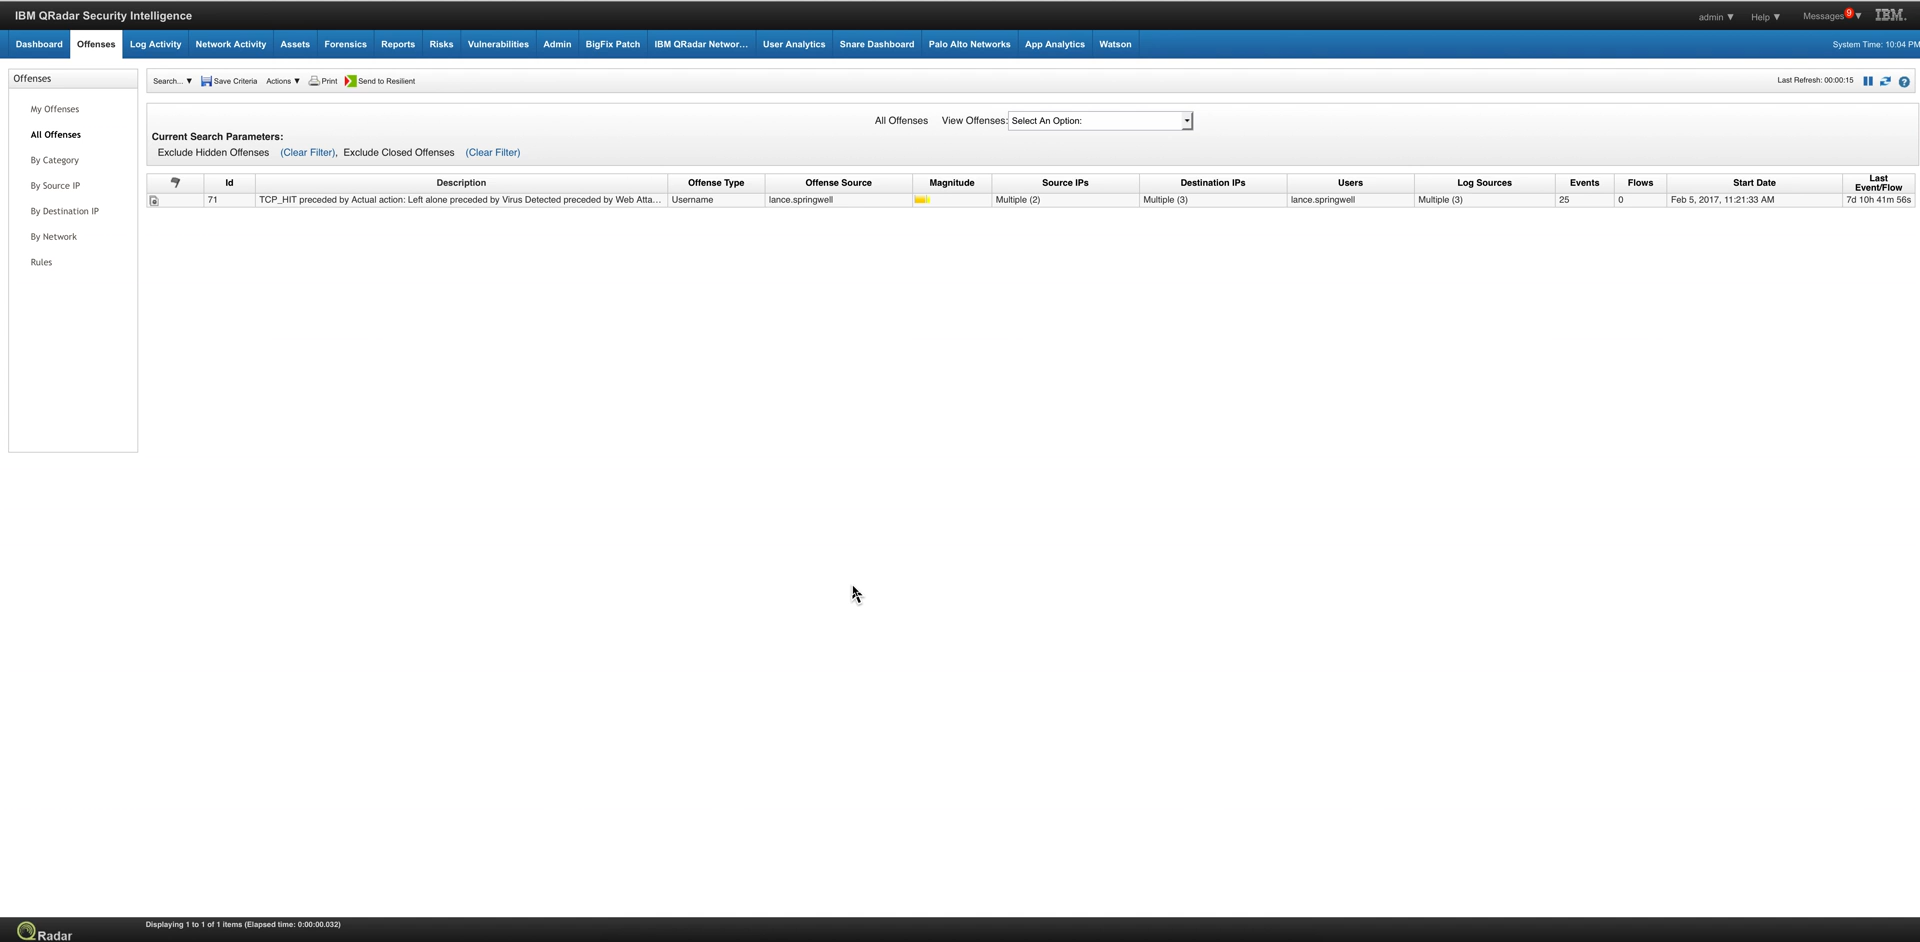 IBM QRadar Security Intelligence
admin ▼ Help ▼ Messages 9 ▼ IBM.
Dashboard Offenses Log Activity Network Activity Assets Forensics Reports Risks Vulnerabilities Admin BigFix Patch IBM QRadar Networ... User Analytics Snare Dashboard Palo Alto Networks App Analytics Watson System Time: 10:04 PM
Offenses
My Offenses
All Offenses
By Category
By Source IP
By Destination IP
By Network
Rules
Search... ▼ Save Criteria Actions ▼ Print Send to Resilient Last Refresh: 00:00:15
All Offenses View Offenses: Select An Option:
Current Search Parameters:
Exclude Hidden Offenses (Clear Filter), Exclude Closed Offenses (Clear Filter)
Id Description Offense Type Offense Source Magnitude Source IPs Destination IPs Users Log Sources Events Flows Start Date Last Event/Flow
71 TCP_HIT preceded by Actual action: Left alone preceded by Virus Detected preceded by Web Atta... Username lance.springwell Multiple (2) Multiple (3) lance.springwell Multiple (3) 25 0 Feb 5, 2017, 11:21:33 AM 7d 10h 41m 56s
Displaying 1 to 1 of 1 items (Elapsed time: 0:00:00.032)
QRadar